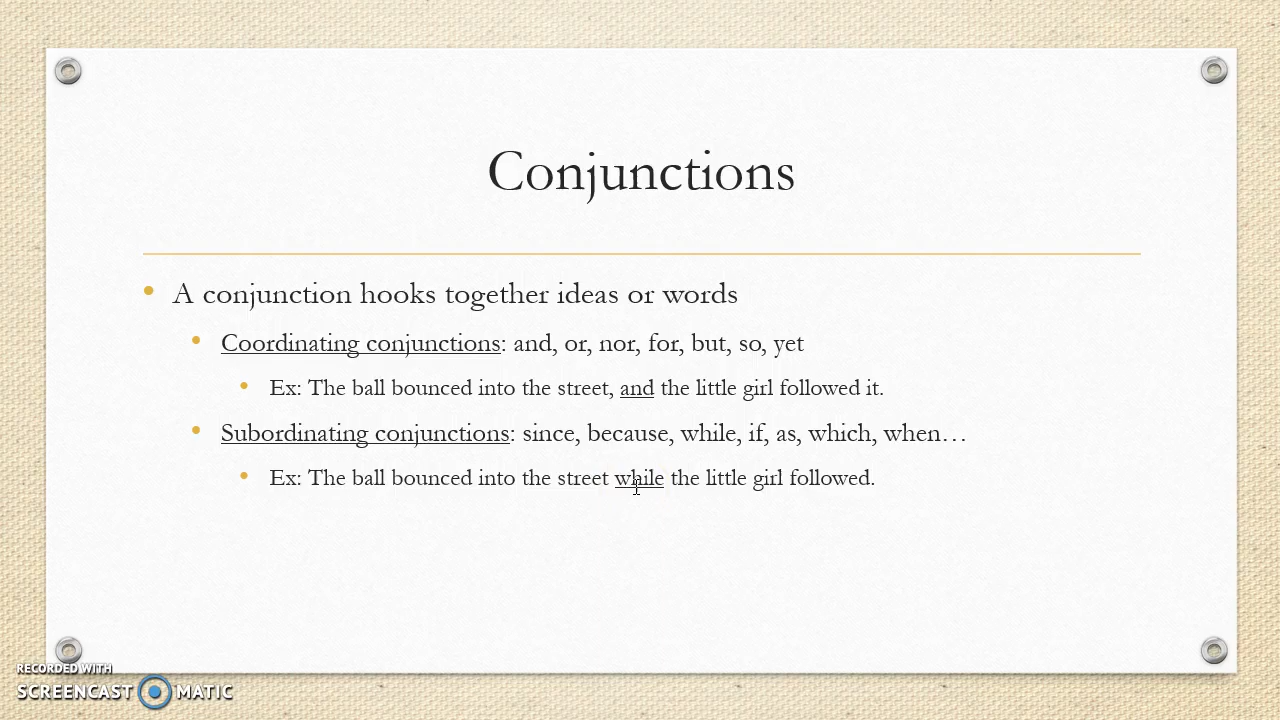 Conjunctions
A conjunction hooks together ideas or words
Coordinating conjunctions: and, or, nor, for, but, so, yet
Ex: The ball bounced into the street, and the little girl followed it.
Subordinating conjunctions: since, because, while, if, as, which, when…
Ex: The ball bounced into the street while the little girl followed.
RECORDED WITH
SCREENCAST MATIC